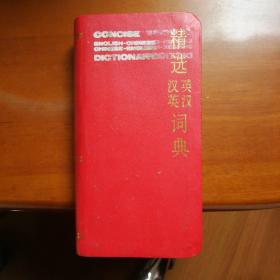 CONCISE
ENGLISH-CHINESE
CHINESE-ENGLISH
DICTIONARY
精选
英汉
汉英
词典